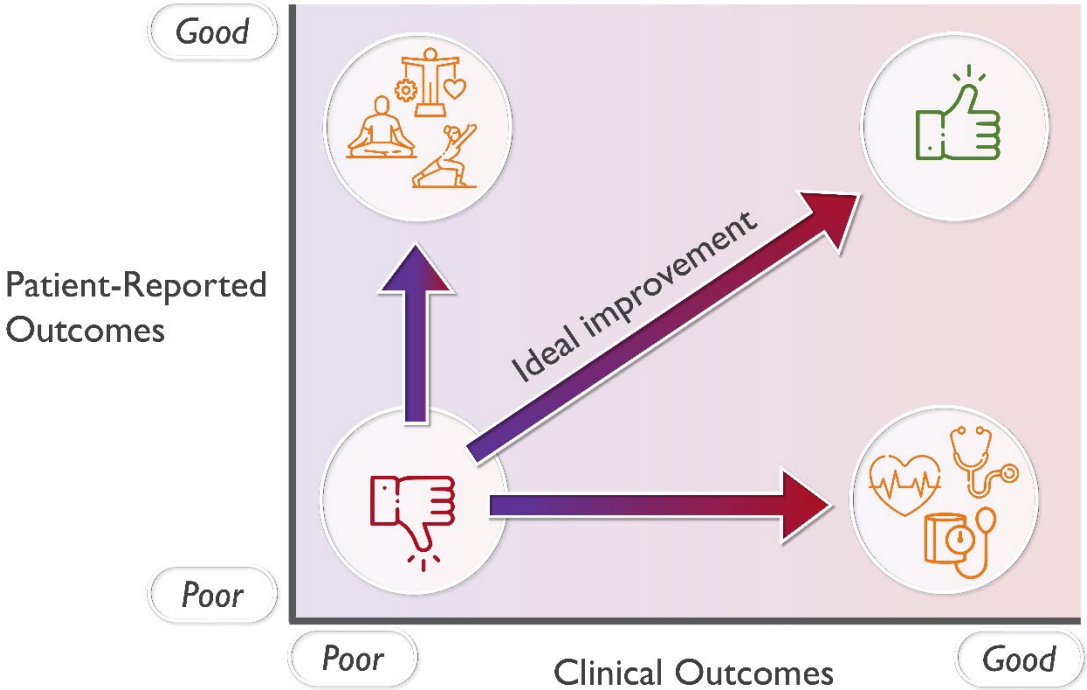 Good
Patient-Reported
Outcomes
Ideal improvement
Poor
Poor
Clinical Outcomes
Good